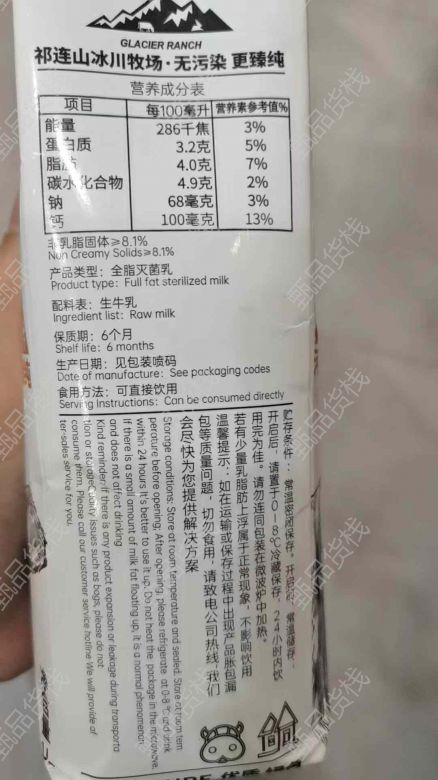 GLACIER RANCH
祁连山冰川牧场·无污染 更臻纯
营养成分表
项目 每100毫升 营养素参考值%
能量 286千焦 3%
蛋白质 3.2克 5%
脂肪 4.0克 7%
碳水化合物 4.9克 2%
钠 68毫克 3%
钙 100毫克 13%
非乳脂固体≥8.1%
Non Creamy Solids≥8.1%
产品类型：全脂灭菌乳
Product type: Full fat sterilized milk
配料表：生牛乳
Ingredient list: Raw milk
保质期：6个月
Shelf life: 6 months
生产日期：见包装喷码
Date of manufacture: See packaging codes
食用方法：可直接饮用
Serving Instructions: Can be consumed directly
贮存条件：常温密闭保存。开启前，常温储存，
开启后，请置于0-8℃冷藏保存，24小时内饮
用完为佳。请勿连同包装在微波炉中加热。
若有少量乳脂肪上浮属于正常现象，不影响饮用
温馨提示：如在运输或保存过程中出现产品胀包漏
包等质量问题，切勿食用，请致电公司热线，我们
会尽快为您提供解决方案
Storage conditions: Store at room temperature and sealed. Store at room tem
perature before opening; After opening, please refrigerate at 0-8℃ and drink
within 24 hours It's better to use it up. Do not heat the package in the microwave.
If there is a small amount of milk fat floating up, it is a normal phenomenon
and does not affect drinking
Kind reminder: If there is any product expansion or leakage during transporta
tion or storage Quality issues such as bags, please do not
consume them. Please call our customer service hotline We will provide af
ter-sales service for you.
甄品货栈